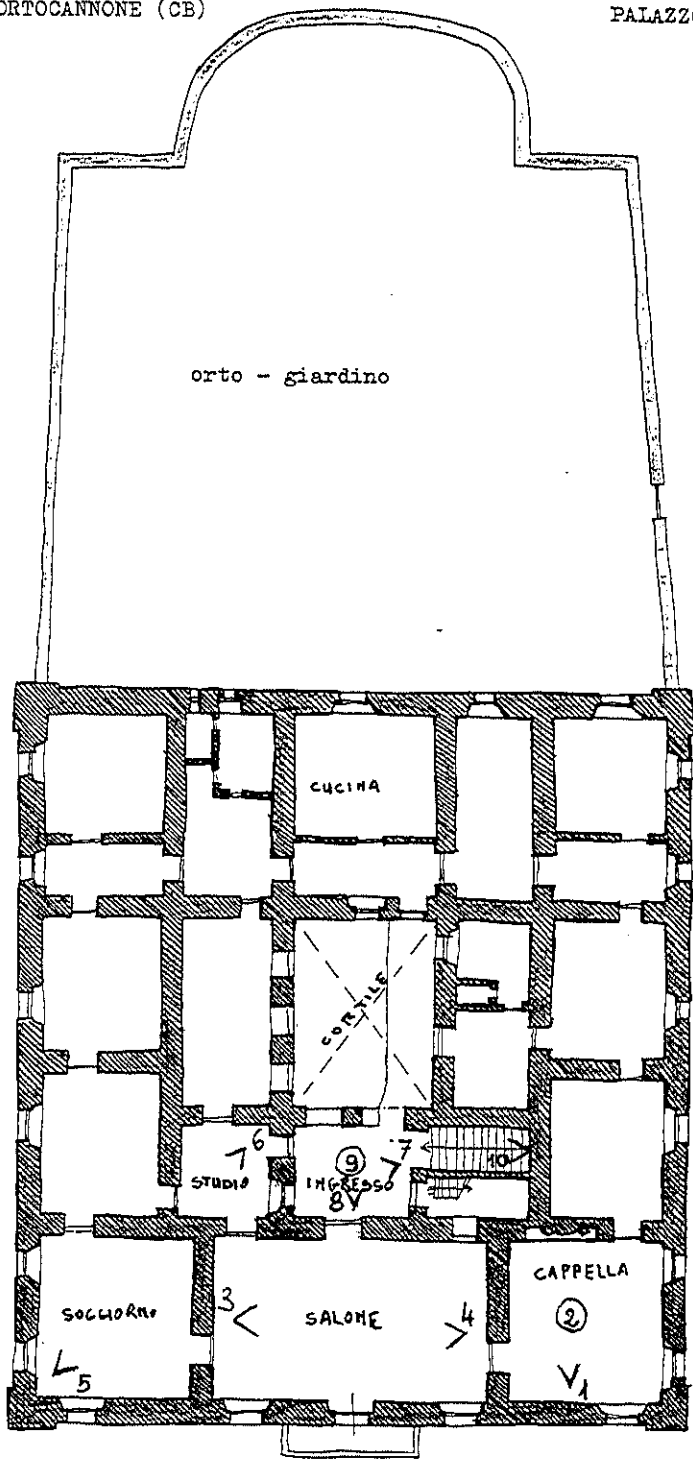 ORTOCANNONE (CB)
PALAZZO
orto - giardino
CUCINA
CORTILE
6
STUDIO
9
7
INGRESSO
8
10
CAPPELLA
SOGGIORNO
3
SALONE
4
2
5
1